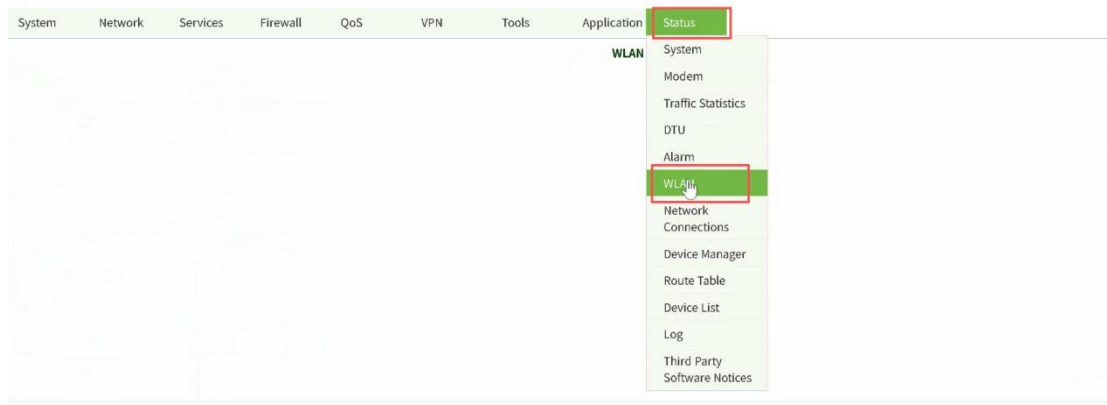 System Network Services Firewall QoS VPN Tools Application Status
WLAN
System
Modem
Traffic Statistics
DTU
Alarm
WLAN
Network
Connections
Device Manager
Route Table
Device List
Log
Third Party
Software Notices